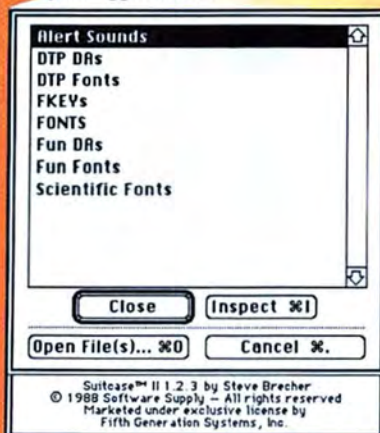 Alert Sounds
DTP DAs
DTP Fonts
FKEYs
FONTS
Fun DAs
Fun Fonts
Scientific Fonts
Close
Inspect ⌘I
Open File(s)... ⌘O
Cancel ⌘.
Suitcase™ II 1.2.3 by Steve Brecher
© 1988 Software Supply — All rights reserved
Marketed under exclusive license by
Fifth Generation Systems, Inc.